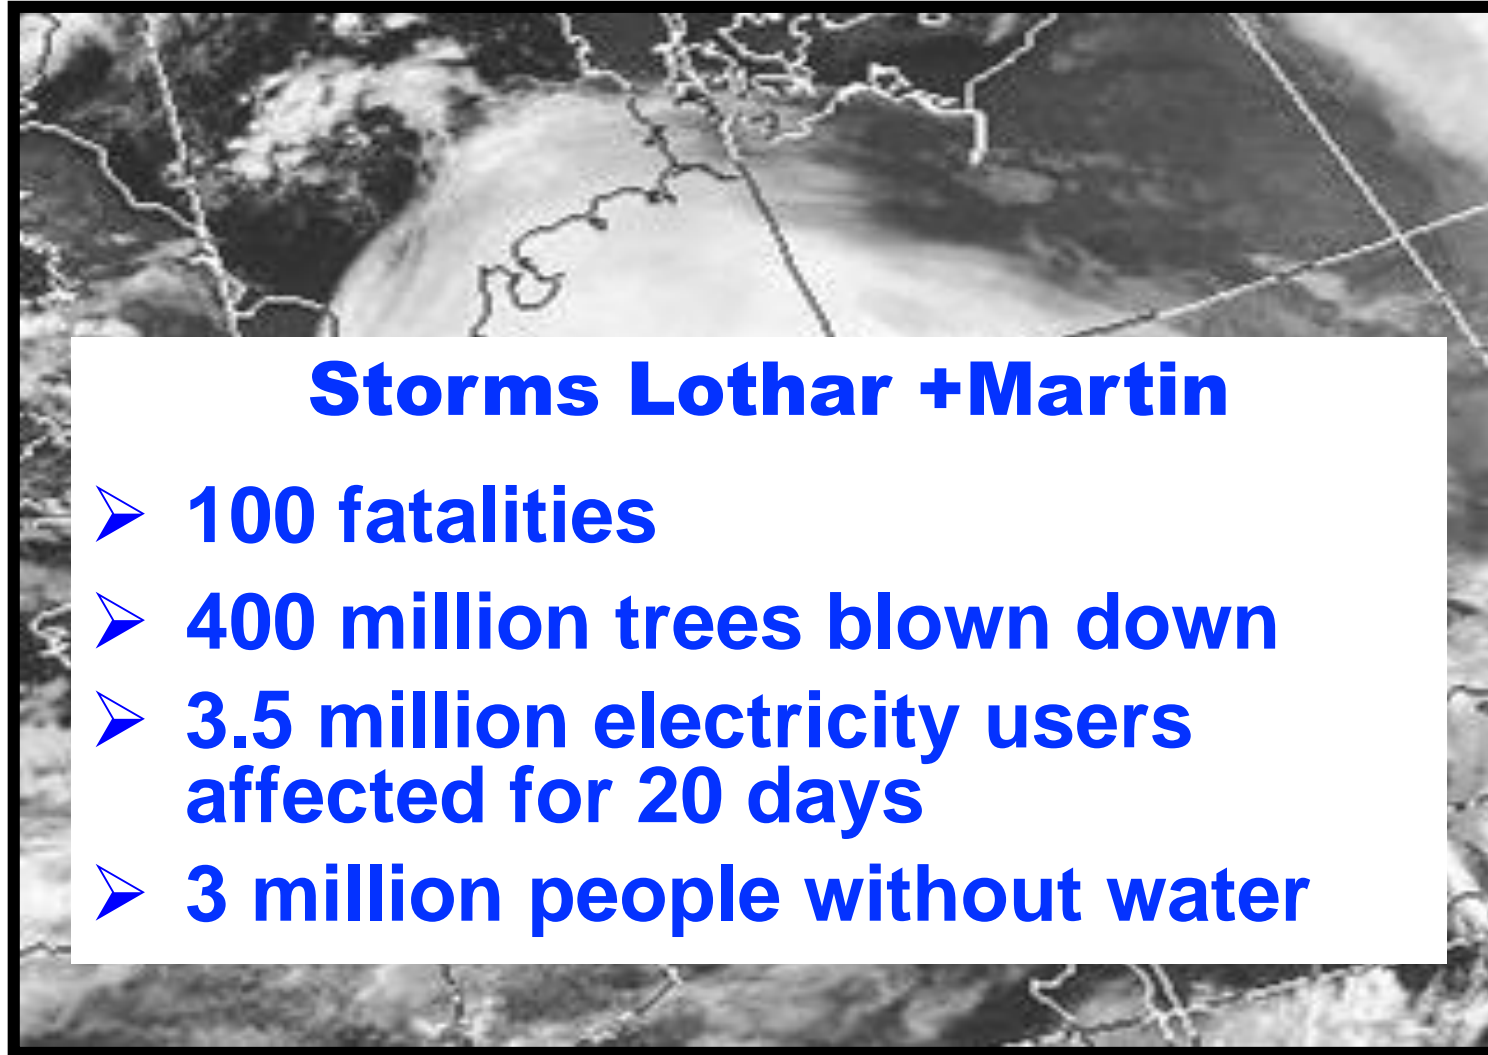 Storms Lothar +Martin
➢ 100 fatalities
➢ 400 million trees blown down
➢ 3.5 million electricity users
affected for 20 days
➢ 3 million people without water